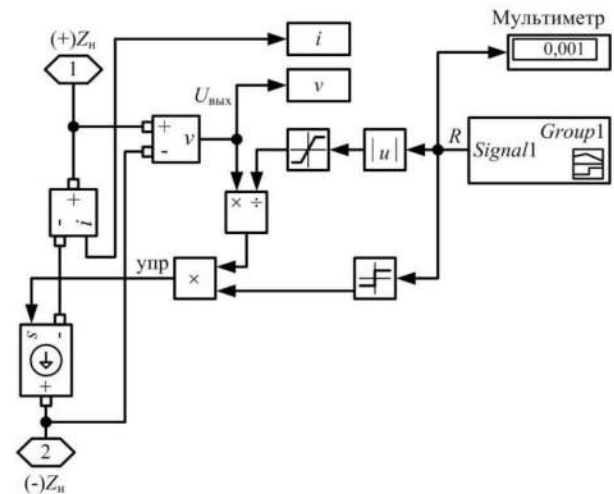 Мультиметр
(+)Zн
1
i
0,001
v
Uвых
+
-
v
|u|
R
Signal1
Group1
+
-
i
× ÷
упр
×
s
-
+
2
(-)Zн